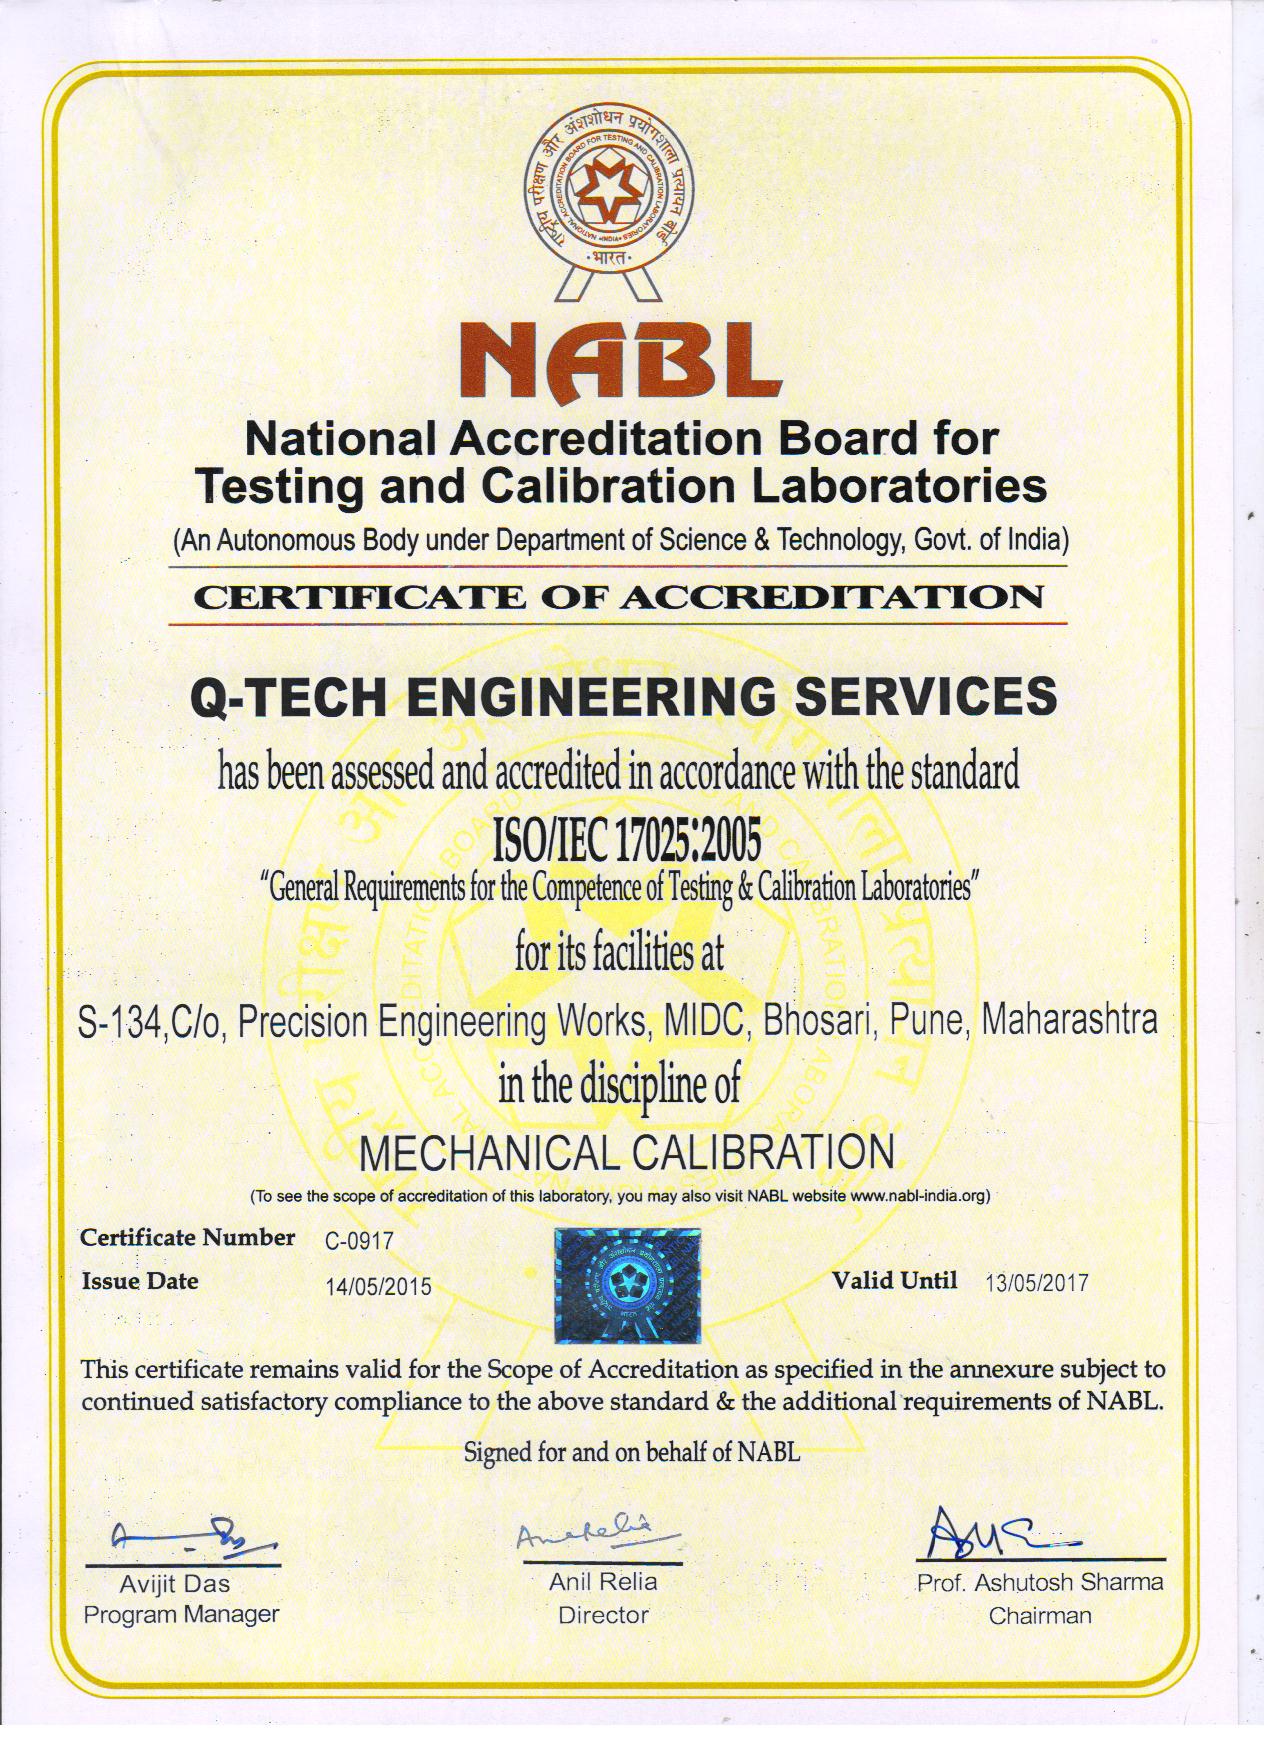 राष्ट्रीय परीक्षण और अंशशोधन प्रयोगशाला प्रत्यायन बोर्ड
NATIONAL ACCREDITATION BOARD FOR TESTING AND CALIBRATION LABORATORIES
•INDIA•
·भारत·
NABL
National Accreditation Board for
Testing and Calibration Laboratories
(An Autonomous Body under Department of Science & Technology, Govt. of India)
CERTIFICATE OF ACCREDITATION
Q-TECH ENGINEERING SERVICES
has been assessed and accredited in accordance with the standard
ISO/IEC 17025:2005
“General Requirements for the Competence of Testing & Calibration Laboratories”
for its facilities at
S-134,C/o, Precision Engineering Works, MIDC, Bhosari, Pune, Maharashtra
in the discipline of
MECHANICAL CALIBRATION
(To see the scope of accreditation of this laboratory, you may also visit NABL website www.nabl-india.org)
Certificate Number C-0917
Issue Date 14/05/2015 Valid Until 13/05/2017
This certificate remains valid for the Scope of Accreditation as specified in the annexure subject to
continued satisfactory compliance to the above standard & the additional requirements of NABL.
Signed for and on behalf of NABL
Avijit Das Anil Relia Prof. Ashutosh Sharma
Program Manager Director Chairman